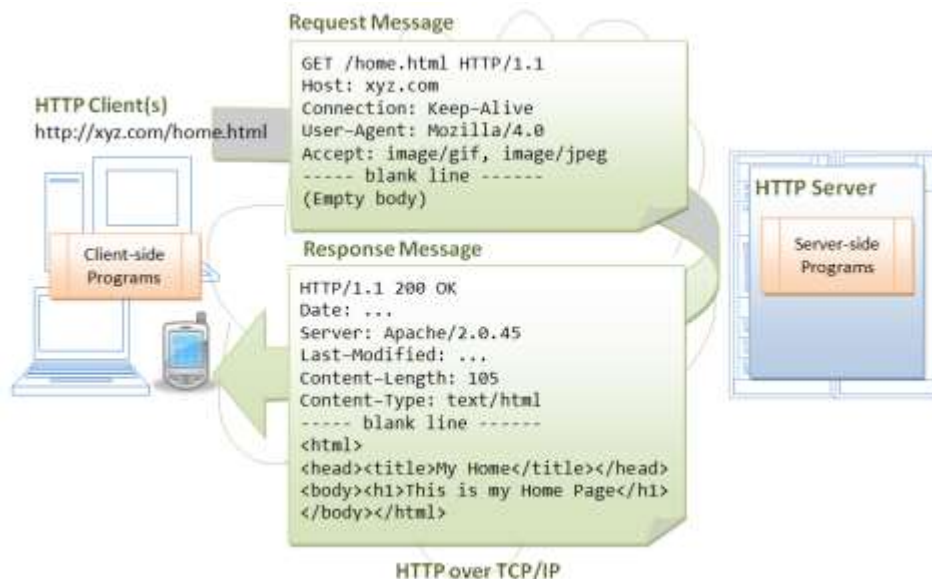 Request Message
GET /home.html HTTP/1.1
Host: xyz.com
Connection: Keep-Alive
User-Agent: Mozilla/4.0
Accept: image/gif, image/jpeg
----- blank line ------
(Empty body)
HTTP Client(s)
http://xyz.com/home.html
Client-side
Programs
HTTP Server
Server-side
Programs
Response Message
HTTP/1.1 200 OK
Date: ...
Server: Apache/2.0.45
Last-Modified: ...
Content-Length: 105
Content-Type: text/html
----- blank line ------
<html>
<head><title>My Home</title></head>
<body><h1>This is my Home Page</h1>
</body></html>
HTTP over TCP/IP